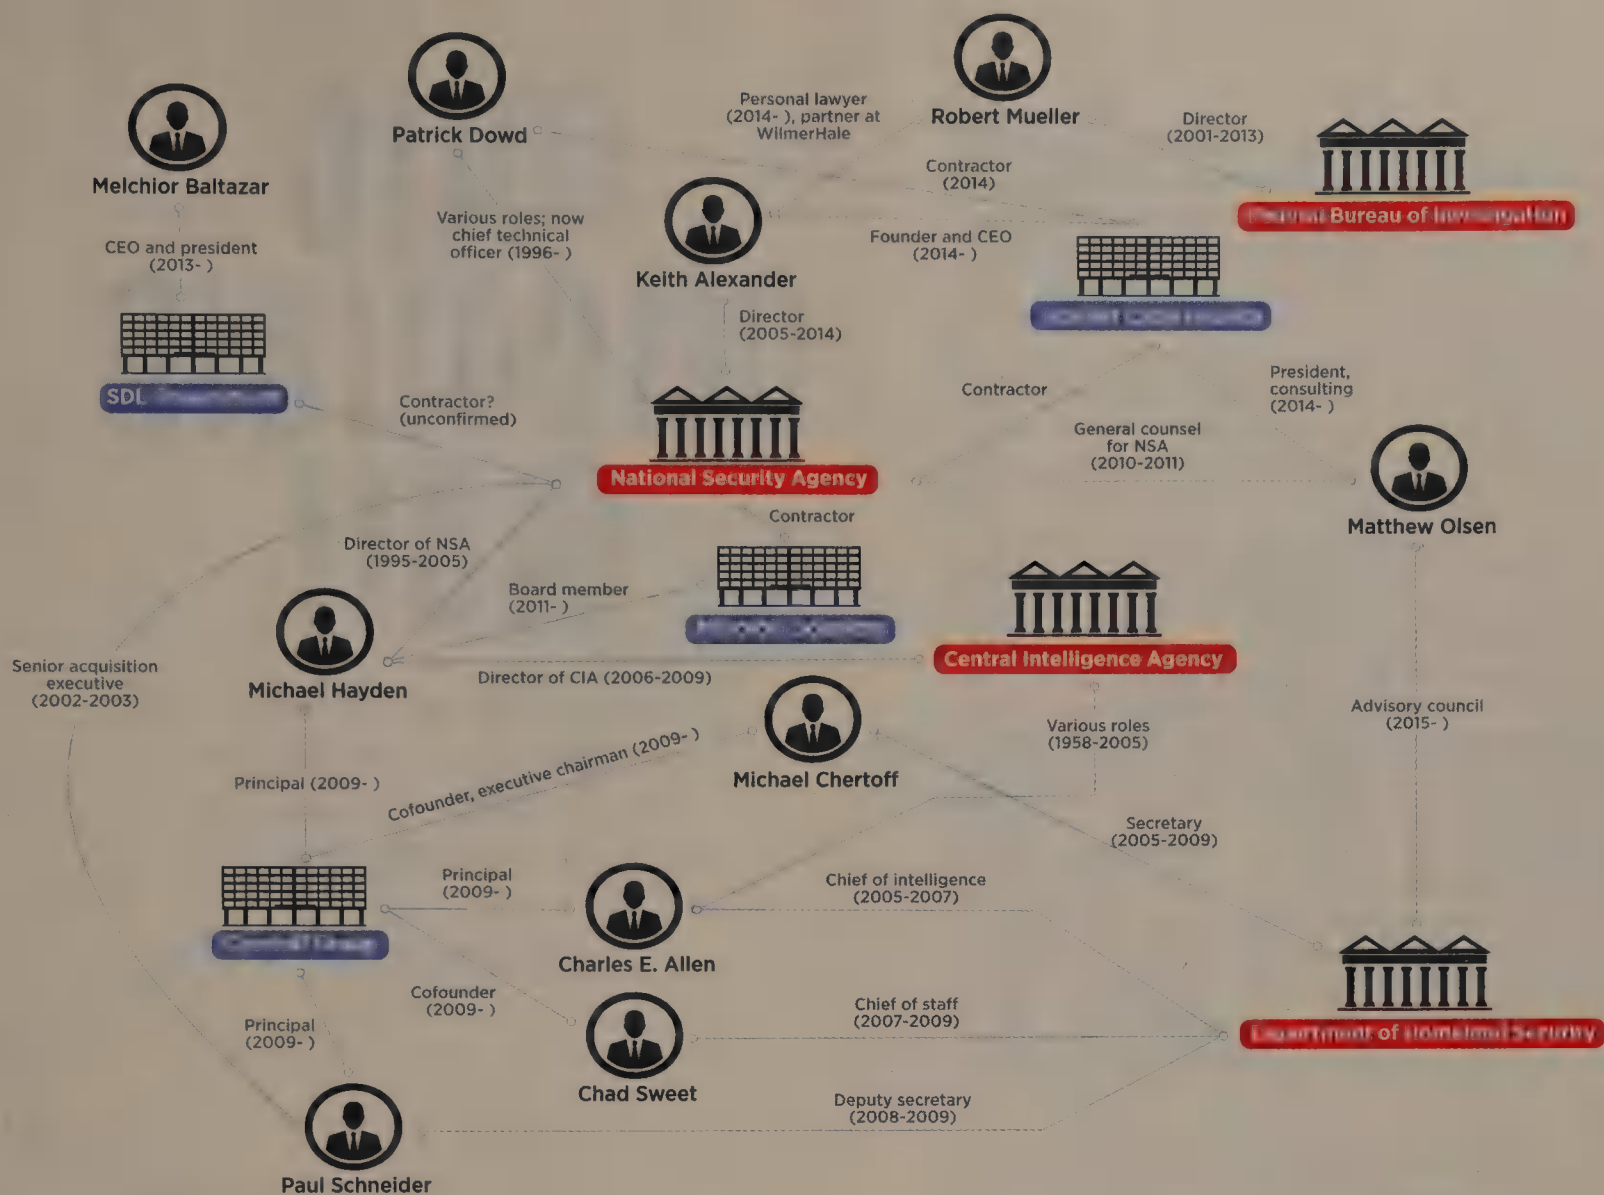 Robert Mueller
Patrick Dowd
Personal lawyer
(2014- ), partner at
WilmerHale
Director
(2001-2013)
Melchior Baltazar
Contractor
(2014)
Bureau of
Various roles; now
chief technical
officer (1996- )
CEO and president
(2013- )
Founder and CEO
(2014- )
Keith Alexander
Director
(2005-2014)
SDL
Contractor?
(unconfirmed)
Contractor
President,
consulting
(2014- )
General counsel
for NSA
(2010-2011)
National Security Agency
Matthew Olsen
Contractor
Director of NSA
(1995-2005)
Board member
(2011- )
Senior acquisition
executive
(2002-2003)
Michael Hayden
Director of CIA (2006-2009)
Central Intelligence Agency
Various roles
(1958-2005)
Advisory council
(2015- )
Principal (2009- )
Cofounder, executive chairman (2009- )
Michael Chertoff
Secretary
(2005-2009)
Principal
(2009- )
Chief of intelligence
(2005-2007)
Charles E. Allen
Cofounder
(2009- )
Principal
(2009- )
Chief of staff
(2007-2009)
Department of
Chad Sweet
Deputy secretary
(2008-2009)
Paul Schneider